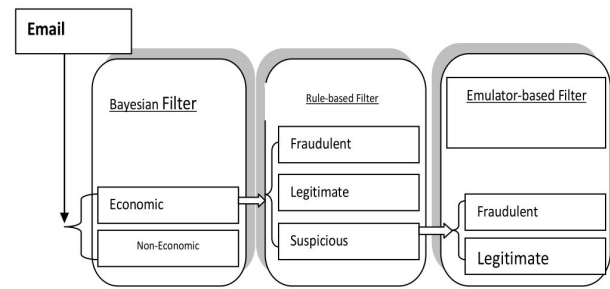 Email
Bayesian Filter
Economic
Non-Economic
Rule-based Filter
Fraudulent
Legitimate
Suspicious
Emulator-based Filter
Fraudulent
Legitimate